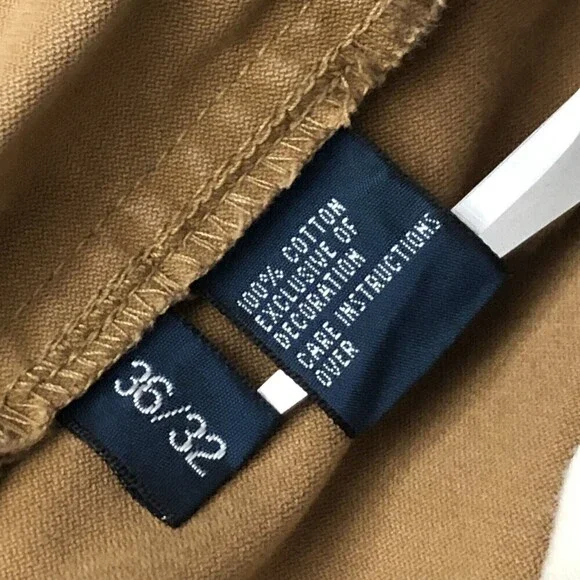 100% COTTON
EXCLUSIVE OF
DECORATION
CARE INSTRUCTIONS
OVER
36/32